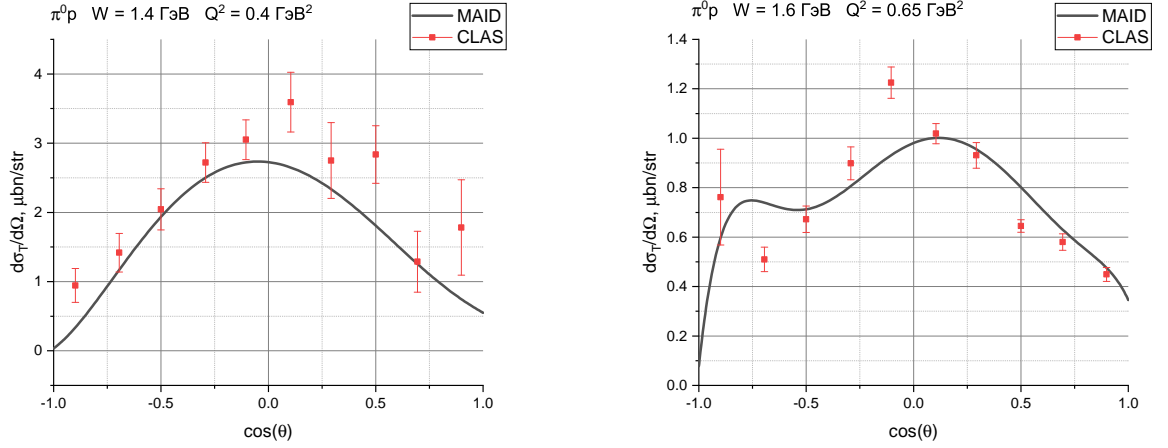 π⁰p W = 1.4 ГэВ Q² = 0.4 ГэВ²
MAID
CLAS
dσ_T/dΩ, μbn/str
4
3
2
1
0
-1.0 -0.5 0.0 0.5 1.0
cos(θ)
π⁰p W = 1.6 ГэВ Q² = 0.65 ГэВ²
MAID
CLAS
dσ_T/dΩ, μbn/str
1.4
1.2
1.0
0.8
0.6
0.4
0.2
0.0
-1.0 -0.5 0.0 0.5 1.0
cos(θ)